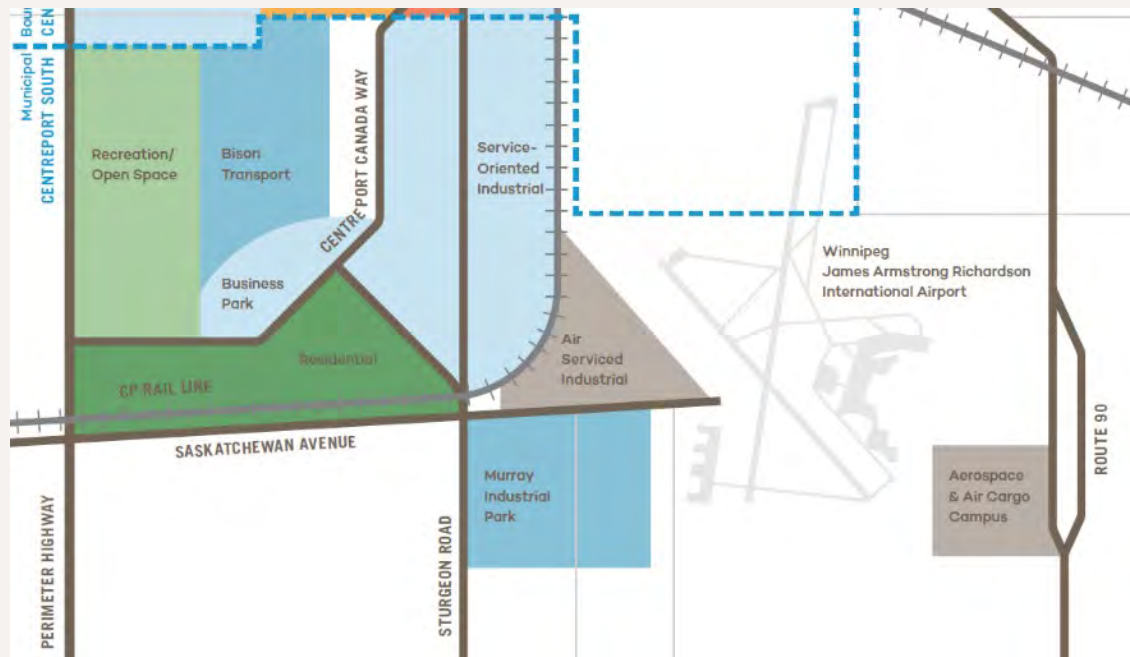 Municipal Bou
CENTREPORT SOUTH CEN
Recreation/
Open Space
Bison
Transport
CENTREPORT CANADA WAY
Service-
Oriented
Industrial
Business
Park
Winnipeg
James Armstrong Richardson
International Airport
Residential
Air
Serviced
Industrial
CP RAIL LINE
SASKATCHEWAN AVENUE
Murray
Industrial
Park
Aerospace
& Air Cargo
Campus
ROUTE 90
PERIMETER HIGHWAY
STURGEON ROAD